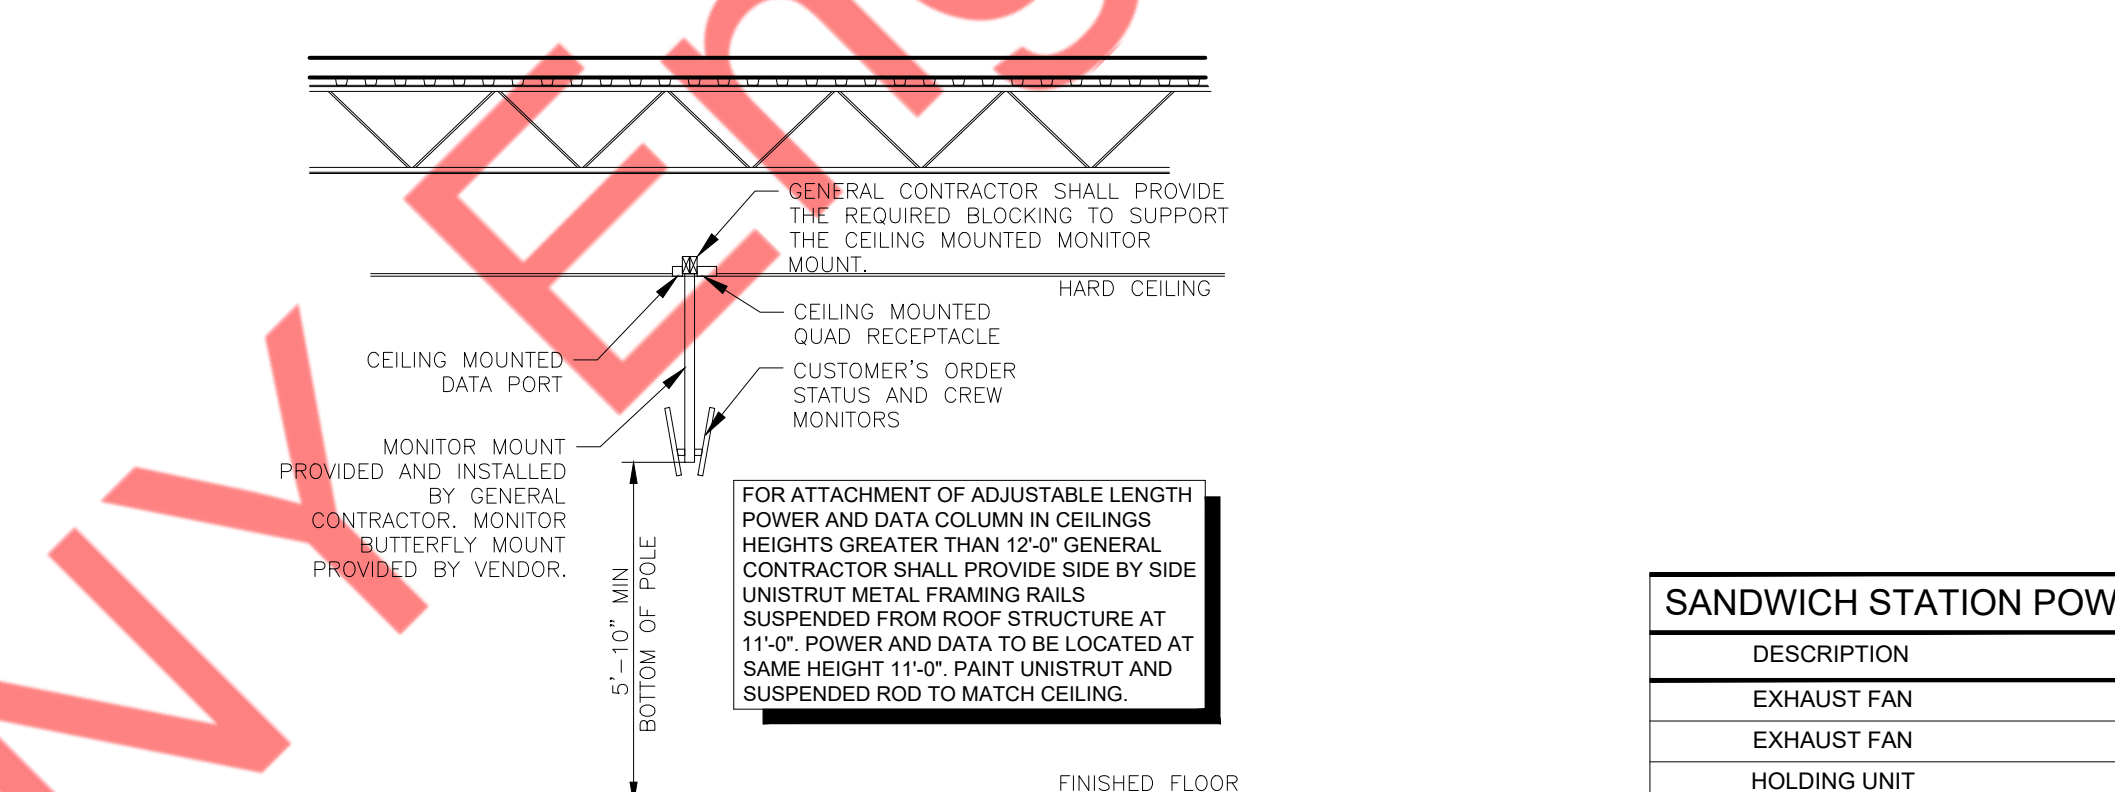 GENERAL CONTRACTOR SHALL PROVIDE
THE REQUIRED BLOCKING TO SUPPORT
THE CEILING MOUNTED MONITOR
MOUNT.
HARD CEILING
CEILING MOUNTED
QUAD RECEPTACLE
CEILING MOUNTED
DATA PORT
CUSTOMER'S ORDER
STATUS AND CREW
MONITORS
MONITOR MOUNT
PROVIDED AND INSTALLED
BY GENERAL
CONTRACTOR. MONITOR
BUTTERFLY MOUNT
PROVIDED BY VENDOR.
5'-10" MIN
BOTTOM OF POLE
FOR ATTACHMENT OF ADJUSTABLE LENGTH
POWER AND DATA COLUMN IN CEILINGS
HEIGHTS GREATER THAN 12'-0" GENERAL
CONTRACTOR SHALL PROVIDE SIDE BY SIDE
UNISTRUT METAL FRAMING RAILS
SUSPENDED FROM ROOF STRUCTURE AT
11'-0". POWER AND DATA TO BE LOCATED AT
SAME HEIGHT 11'-0". PAINT UNISTRUT AND
SUSPENDED ROD TO MATCH CEILING.
FINISHED FLOOR
SANDWICH STATION POW
DESCRIPTION
EXHAUST FAN
EXHAUST FAN
HOLDING UNIT